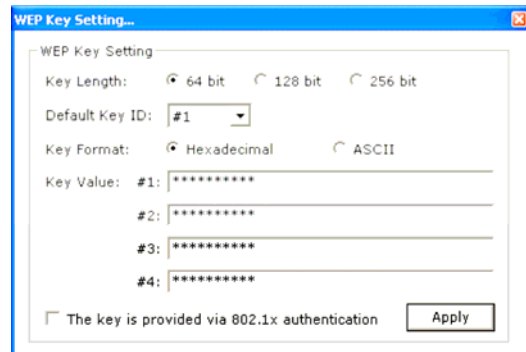 WEP Key Setting...
WEP Key Setting
Key Length: 64 bit 128 bit 256 bit
Default Key ID: #1
Key Format: Hexadecimal ASCII
Key Value: #1: **********
#2: **********
#3: **********
#4: **********
The key is provided via 802.1x authentication Apply